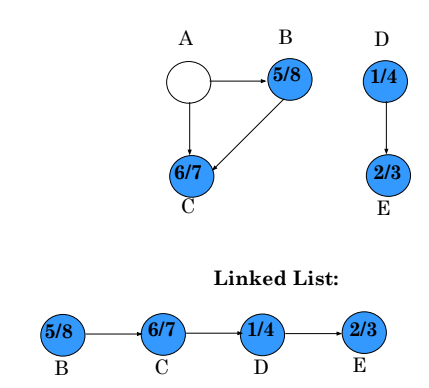 A B D
5/8 1/4
6/7 2/3
C E
Linked List:
5/8 6/7 1/4 2/3
B C D E